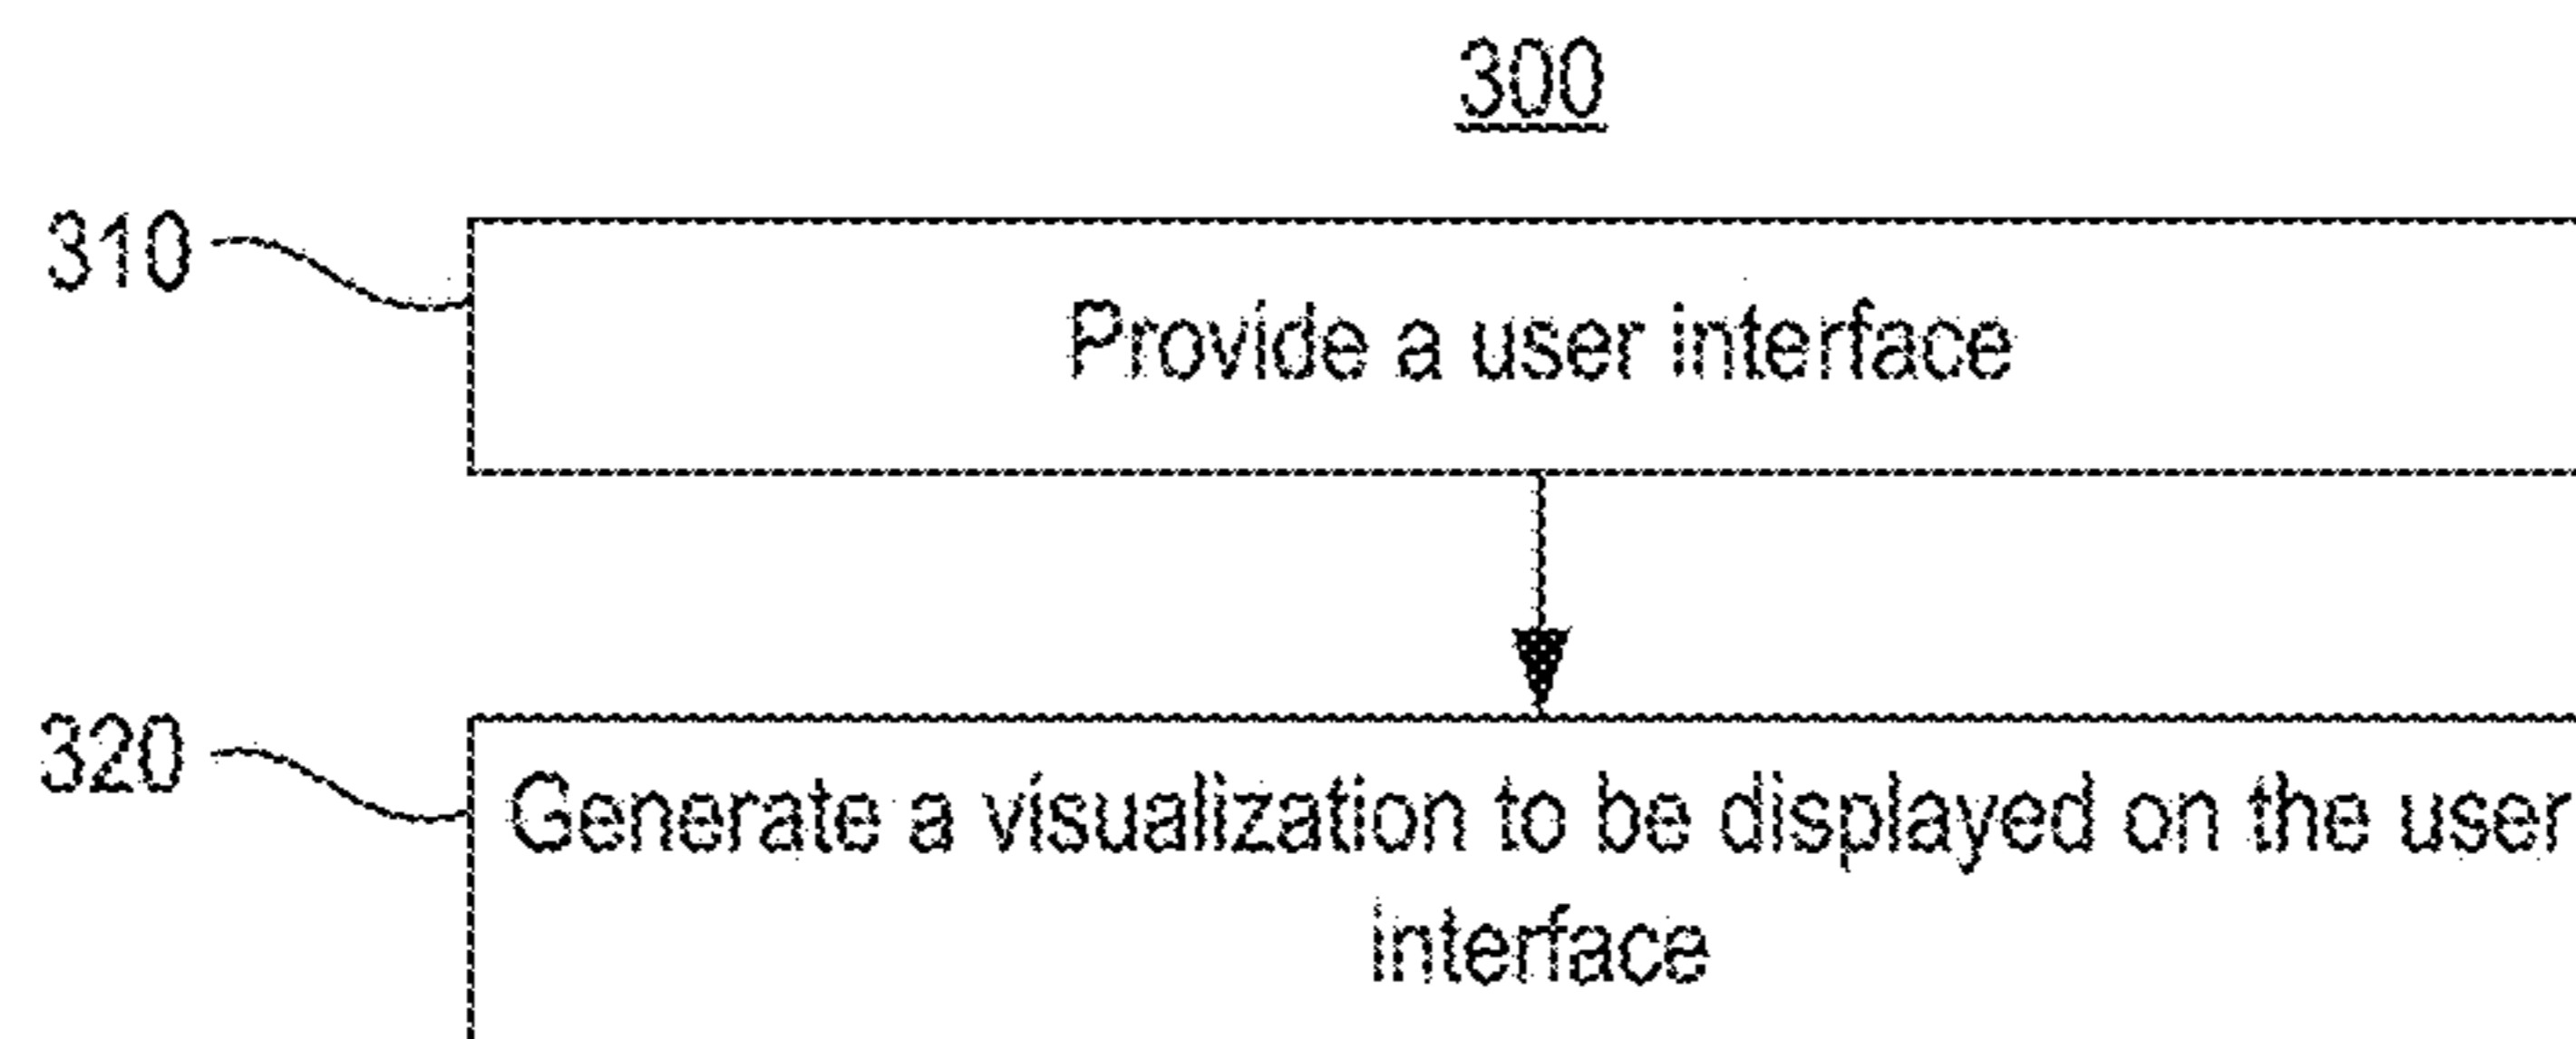 300
310
Provide a user interface
320
Generate a visualization to be displayed on the user
interface